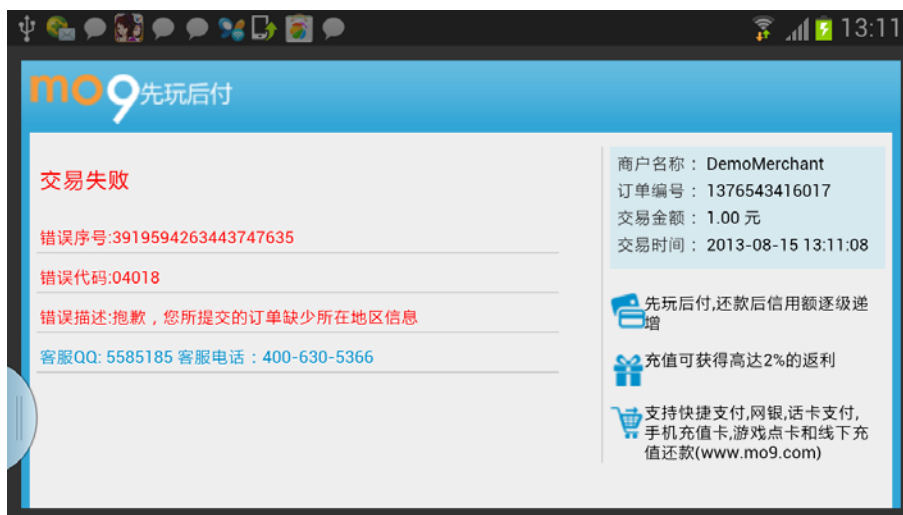 13:11
mo9先玩后付
交易失败
错误序号:3919594263443747635
错误代码:04018
错误描述:抱歉，您所提交的订单缺少所在地区信息
客服QQ: 5585185 客服电话：400-630-5366
商户名称： DemoMerchant
订单编号： 1376543416017
交易金额： 1.00 元
交易时间： 2013-08-15 13:11:08
先玩后付,还款后信用额逐级递
增
充值可获得高达2%的返利
支持快捷支付,网银,话卡支付,
手机充值卡,游戏点卡和线下充
值还款(www.mo9.com)